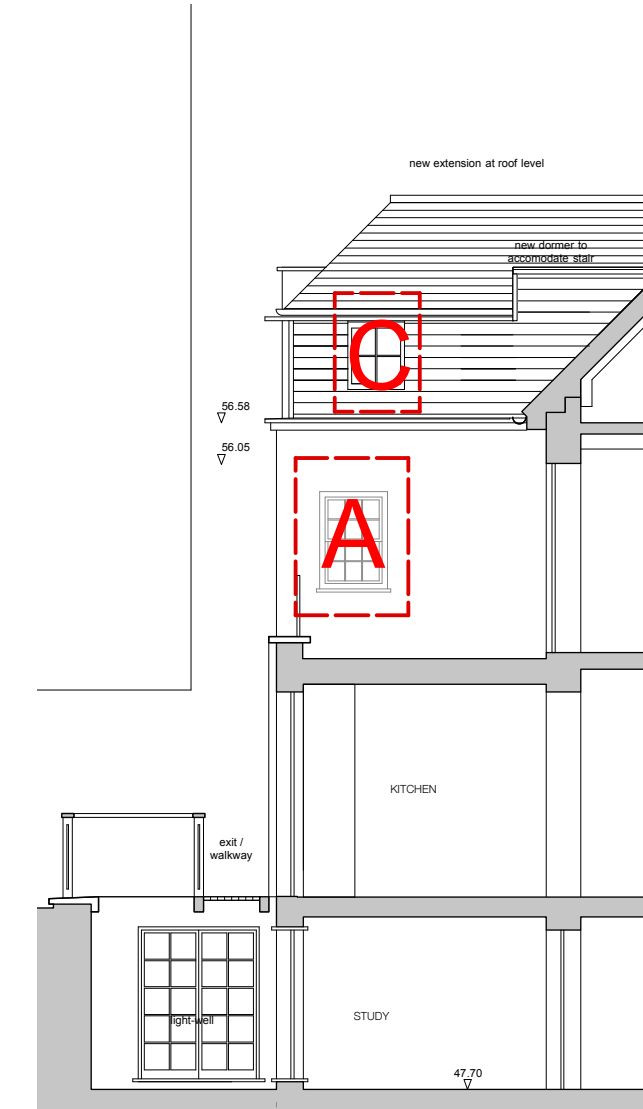 new extension at roof level
new dormer to
accomodate stair
C
56.58
56.05
A
KITCHEN
exit /
walkway
light-well
STUDY
47.70